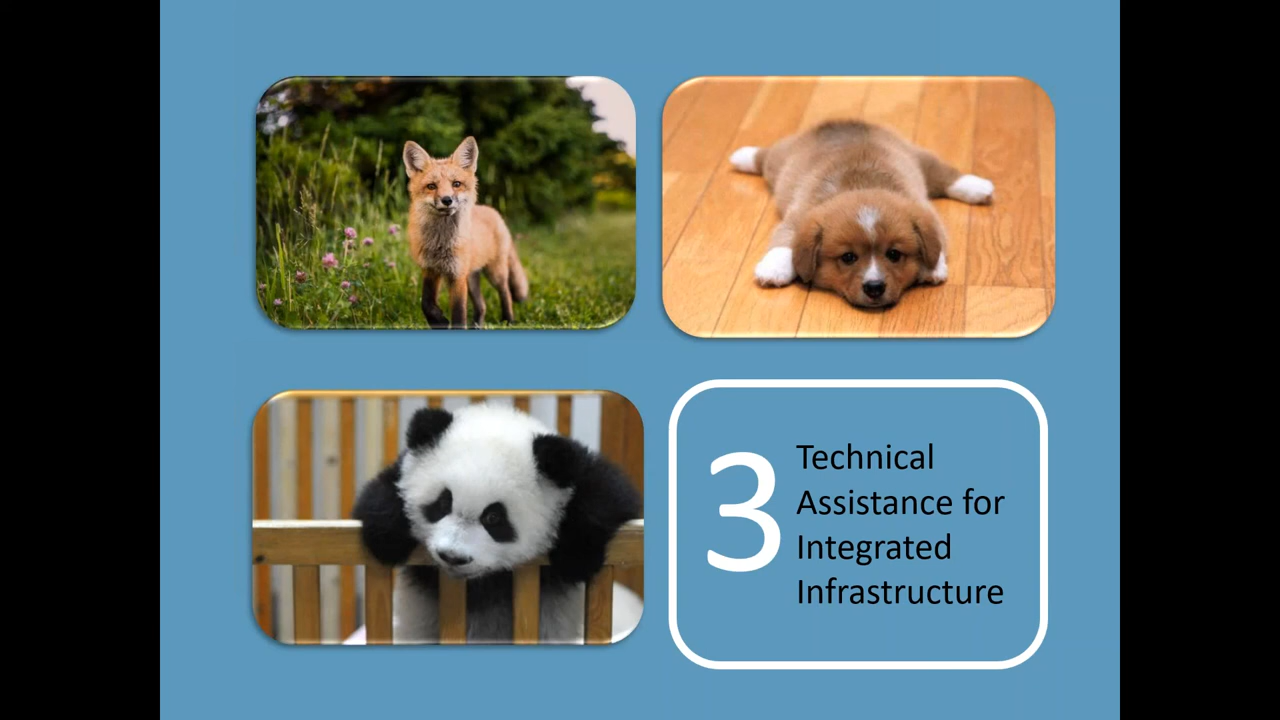 3
Technical
Assistance for
Integrated
Infrastructure